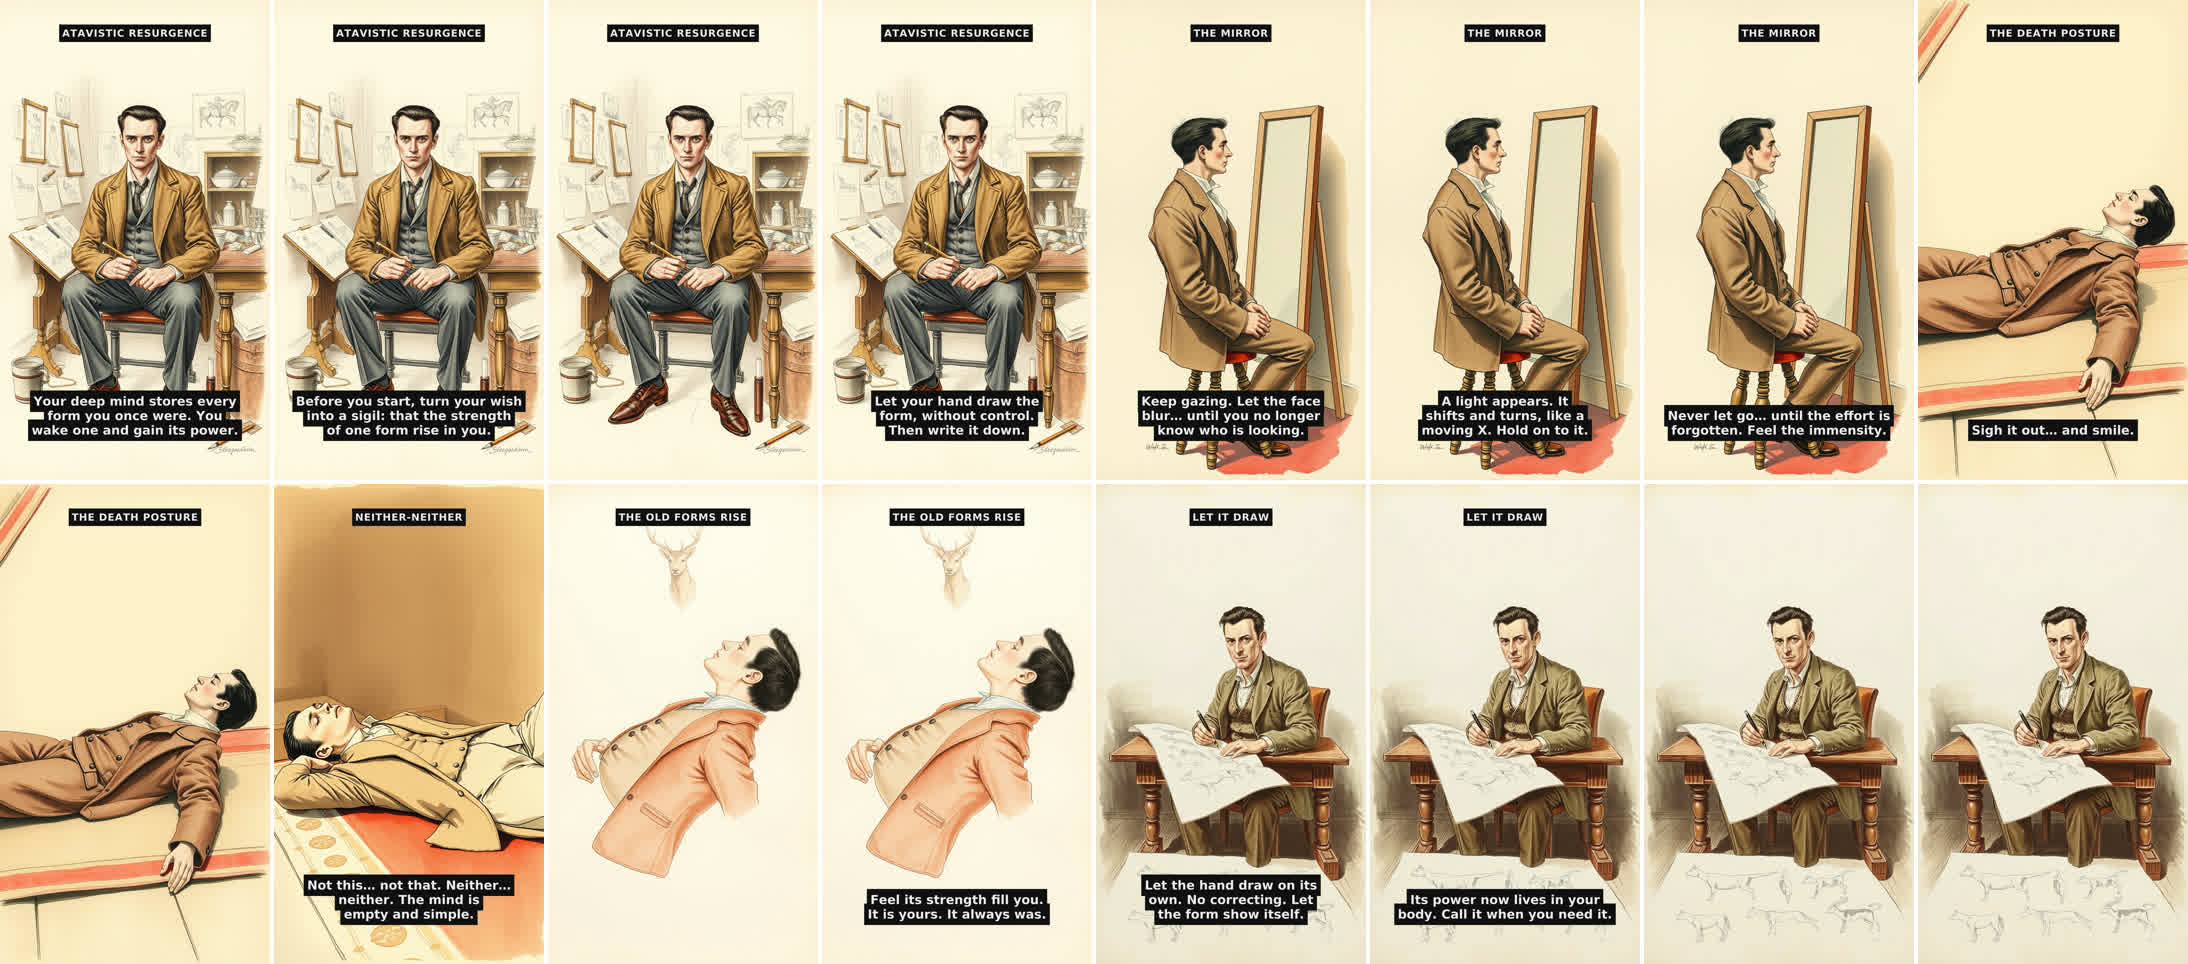 ATAVISTIC RESURGENCE
Your deep mind stores every
form you once were. You
wake one and gain its power.
ATAVISTIC RESURGENCE
Before you start, turn your wish
into a sigil: that the strength
of one form rise in you.
ATAVISTIC RESURGENCE
ATAVISTIC RESURGENCE
Let your hand draw the
form, without control.
Then write it down.
THE MIRROR
Keep gazing. Let the face
blur... until you no longer
know who is looking.
THE MIRROR
A light appears. It
shifts and turns, like a
moving X. Hold on to it.
THE MIRROR
Never let go... until the effort is
forgotten. Feel the immensity.
THE DEATH POSTURE
Sigh it out... and smile.
THE DEATH POSTURE
NEITHER-NEITHER
Not this... not that. Neither...
neither. The mind is
empty and simple.
THE OLD FORMS RISE
THE OLD FORMS RISE
Feel its strength fill you.
It is yours. It always was.
LET IT DRAW
Let the hand draw on its
own. No correcting. Let
the form show itself.
LET IT DRAW
Its power now lives in your
body. Call it when you need it.